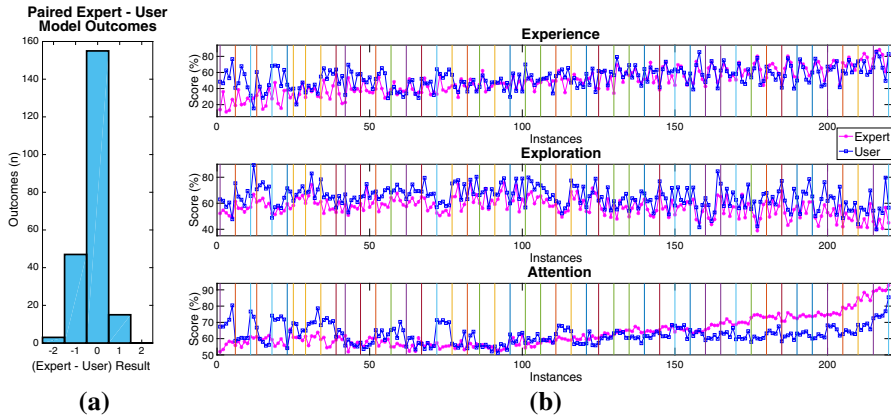 Paired Expert - User
Model Outcomes
160
140
120
100
80
60
40
20
0
Outcomes (n)
-2 -1 0 1 2
(Expert - User) Result
(a)
Experience
80
60
40
20
Score (%)
0 50 100 150 200
Instances
Expert
User
Exploration
80
60
40
Score (%)
0 50 100 150 200
Instances
Attention
90
80
70
60
50
Score (%)
0 50 100 150 200
Instances
(b)